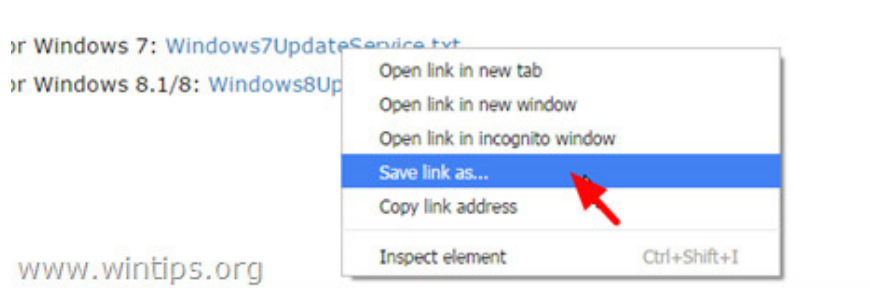 or Windows 7: Windows7UpdateService.txt
or Windows 8.1/8: Windows8Up
Open link in new tab
Open link in new window
Open link in incognito window
Save link as...
Copy link address
Inspect element Ctrl+Shift+I
www.wintips.org